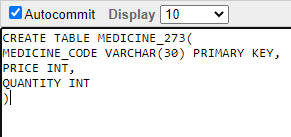 Autocommit Display 10
CREATE TABLE MEDICINE_273(
MEDICINE_CODE VARCHAR(30) PRIMARY KEY,
PRICE INT,
QUANTITY INT
)